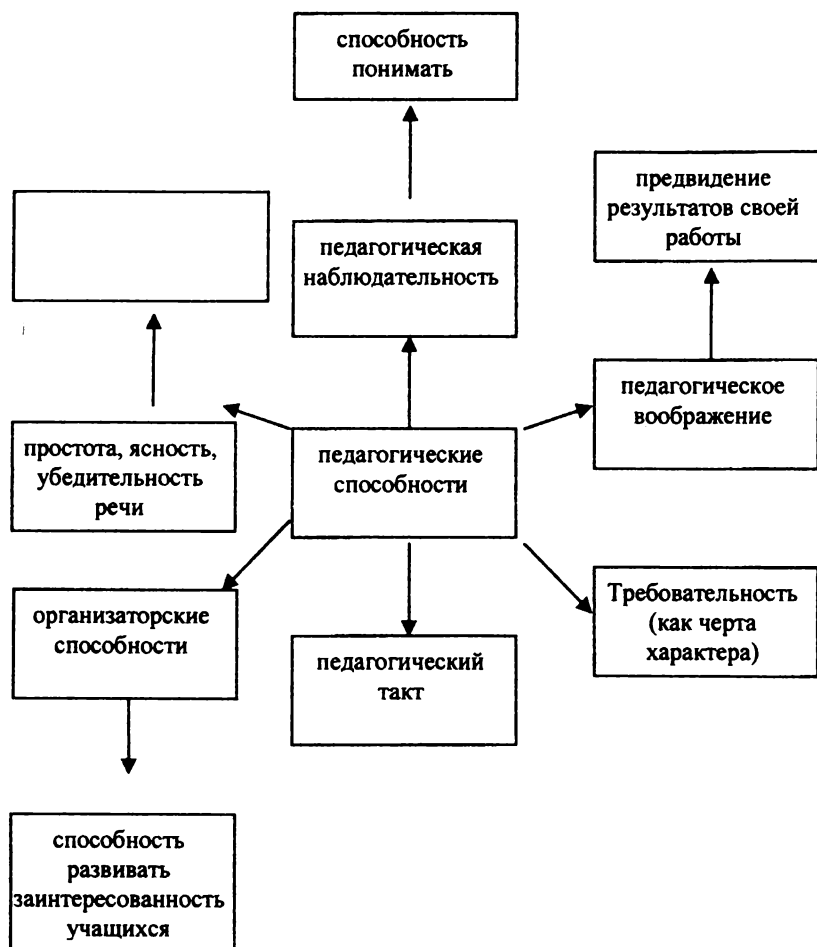 способность
понимать
предвидение
результатов своей
работы
педагогическая
наблюдательность
педагогическое
воображение
простота, ясность,
убедительность
речи
педагогические
способности
организаторские
способности
педагогический
такт
Требовательность
(как черта
характера)
способность
развивать
заинтересованность
учащихся